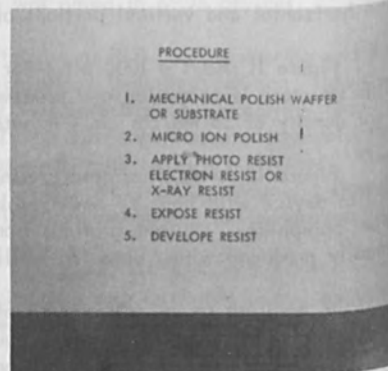 PROCEDURE
1. MECHANICAL POLISH WAFFER
OR SUBSTRATE
2. MICRO ION POLISH
3. APPLY PHOTO RESIST
ELECTRON RESIST OR
X-RAY RESIST
4. EXPOSE RESIST
5. DEVELOPE RESIST